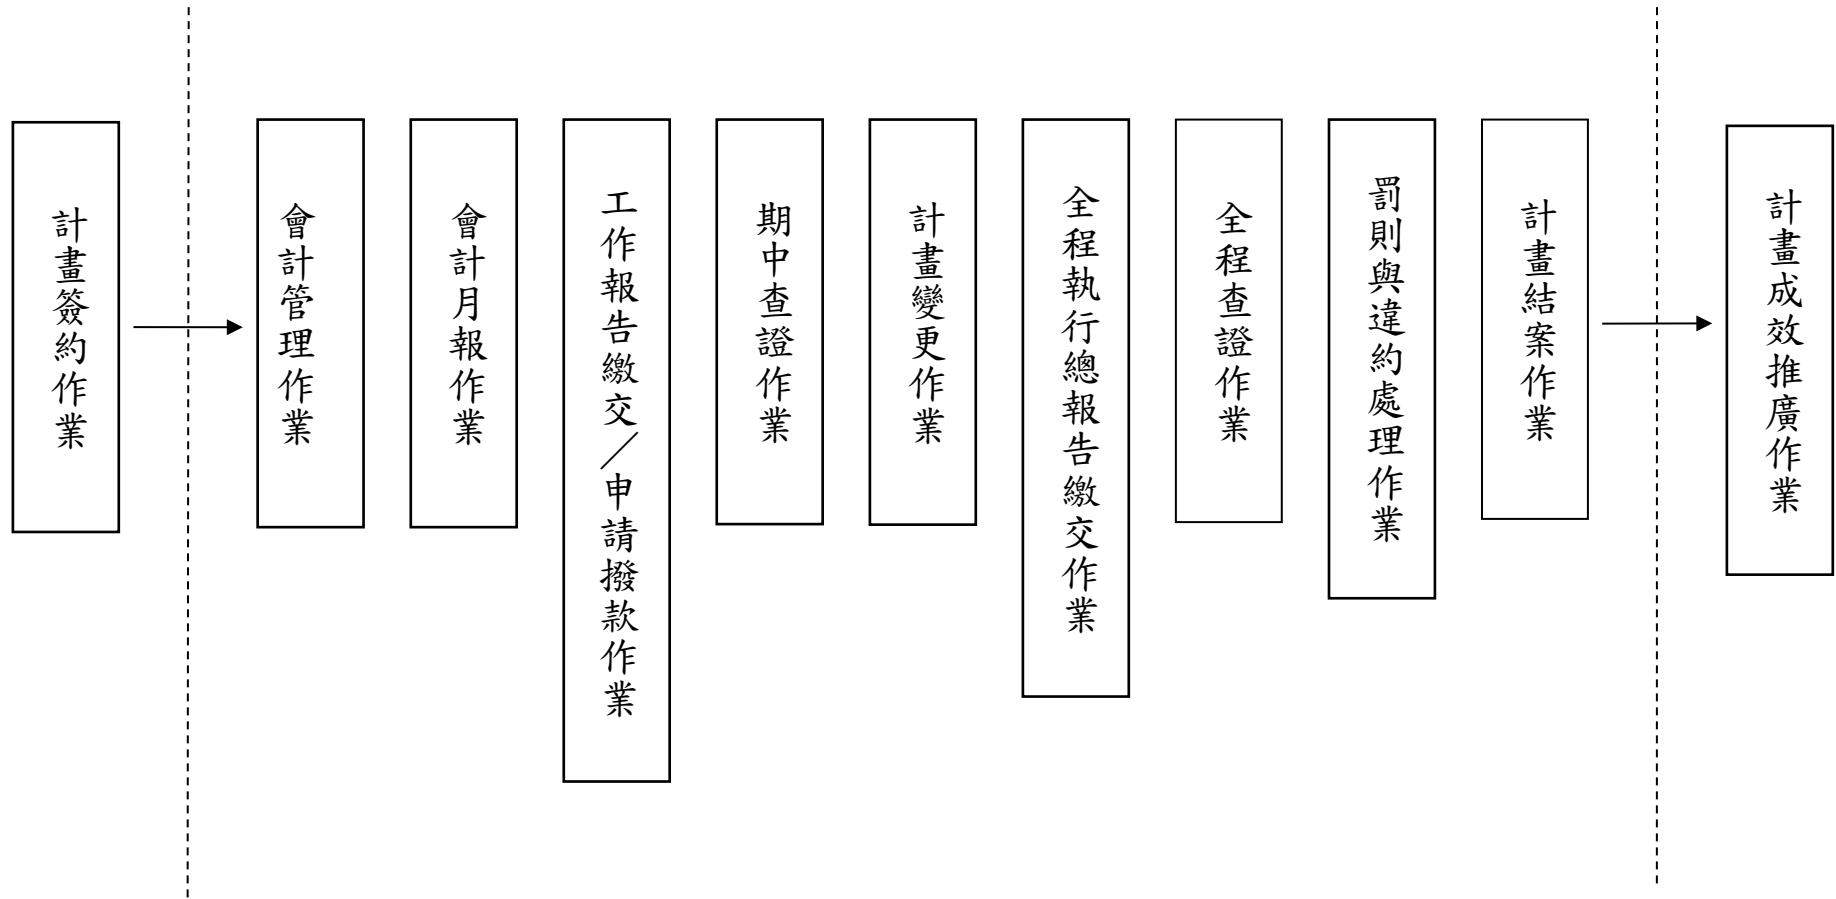 計畫簽約作業
會計管理作業
會計月報作業
工作報告繳交／申請撥款作業
期中查證作業
計畫變更作業
全程執行總報告繳交作業
全程查證作業
罰則與違約處理作業
計畫結案作業
計畫成效推廣作業